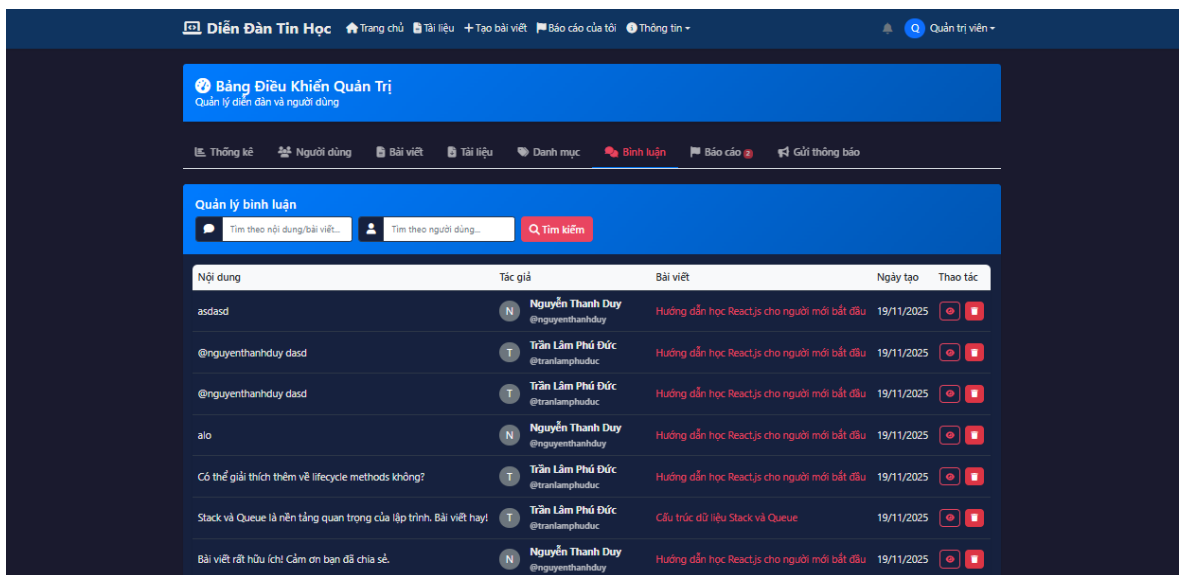 Diễn Đàn Tin Học Trang chủ Tài liệu + Tạo bài viết Báo cáo của tôi Thông tin Q Quản trị viên
Bảng Điều Khiển Quản Trị
Quản lý diễn đàn và người dùng
Thống kê Người dùng Bài viết Tài liệu Danh mục Bình luận Báo cáo 2 Gửi thông báo
Quản lý bình luận
Tìm theo nội dung/bài viết... Tìm theo người dùng... Tìm kiếm
Nội dung Tác giả Bài viết Ngày tạo Thao tác
asdasd N Nguyễn Thanh Duy Hướng dẫn học React.js cho người mới bắt đầu 19/11/2025
@nguyenthanhduy
@nguyenthanhduy dasd T Trần Lâm Phú Đức Hướng dẫn học React.js cho người mới bắt đầu 19/11/2025
@tranlamphuduc
@nguyenthanhduy dasd T Trần Lâm Phú Đức Hướng dẫn học React.js cho người mới bắt đầu 19/11/2025
@tranlamphuduc
alo N Nguyễn Thanh Duy Hướng dẫn học React.js cho người mới bắt đầu 19/11/2025
@nguyenthanhduy
Có thể giải thích thêm về lifecycle methods không? T Trần Lâm Phú Đức Hướng dẫn học React.js cho người mới bắt đầu 19/11/2025
@tranlamphuduc
Stack và Queue là nền tảng quan trọng của lập trình. Bài viết hay! T Trần Lâm Phú Đức Cấu trúc dữ liệu Stack và Queue 19/11/2025
@tranlamphuduc
Bài viết rất hữu ích! Cảm ơn bạn đã chia sẻ. N Nguyễn Thanh Duy Hướng dẫn học React.js cho người mới bắt đầu 19/11/2025
@nguyenthanhduy